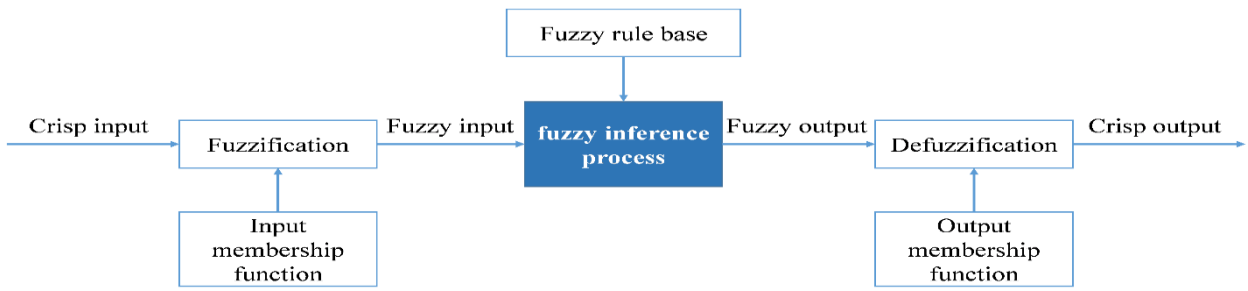 Fuzzy rule base
Crisp input
Fuzzification
Fuzzy input
fuzzy inference
process
Fuzzy output
Defuzzification
Crisp output
Input
membership
function
Output
membership
function